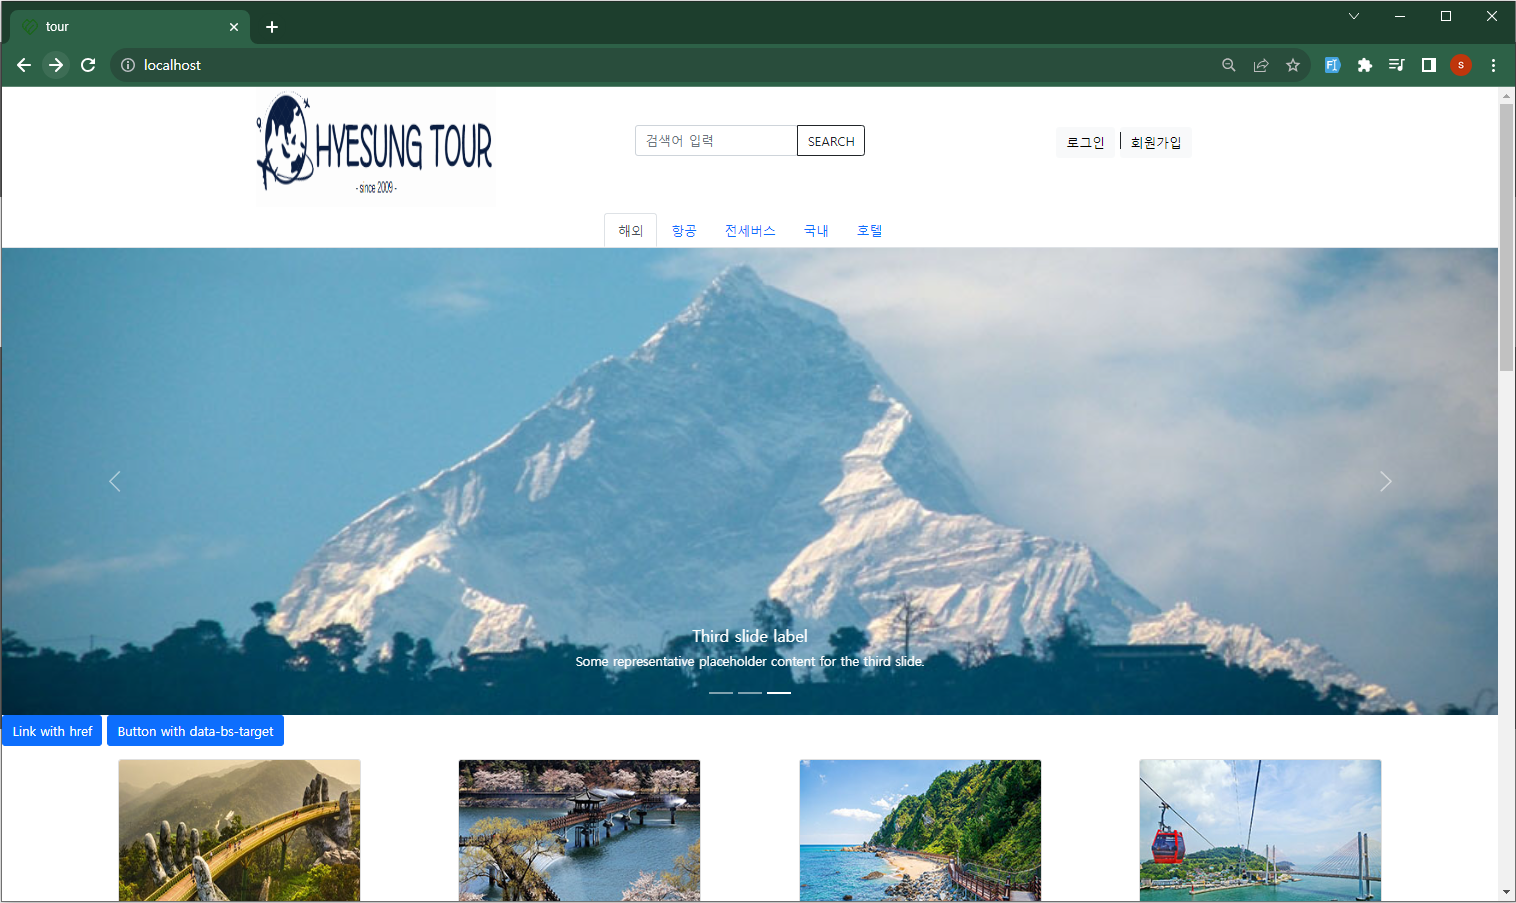 tour
localhost
S
HYESUNG TOUR
- since 2009 -
검색어 입력
SEARCH
로그인
회원가입
해외
항공
전세버스
국내
호텔
Third slide label
Some representative placeholder content for the third slide.
Link with href
Button with data-bs-target